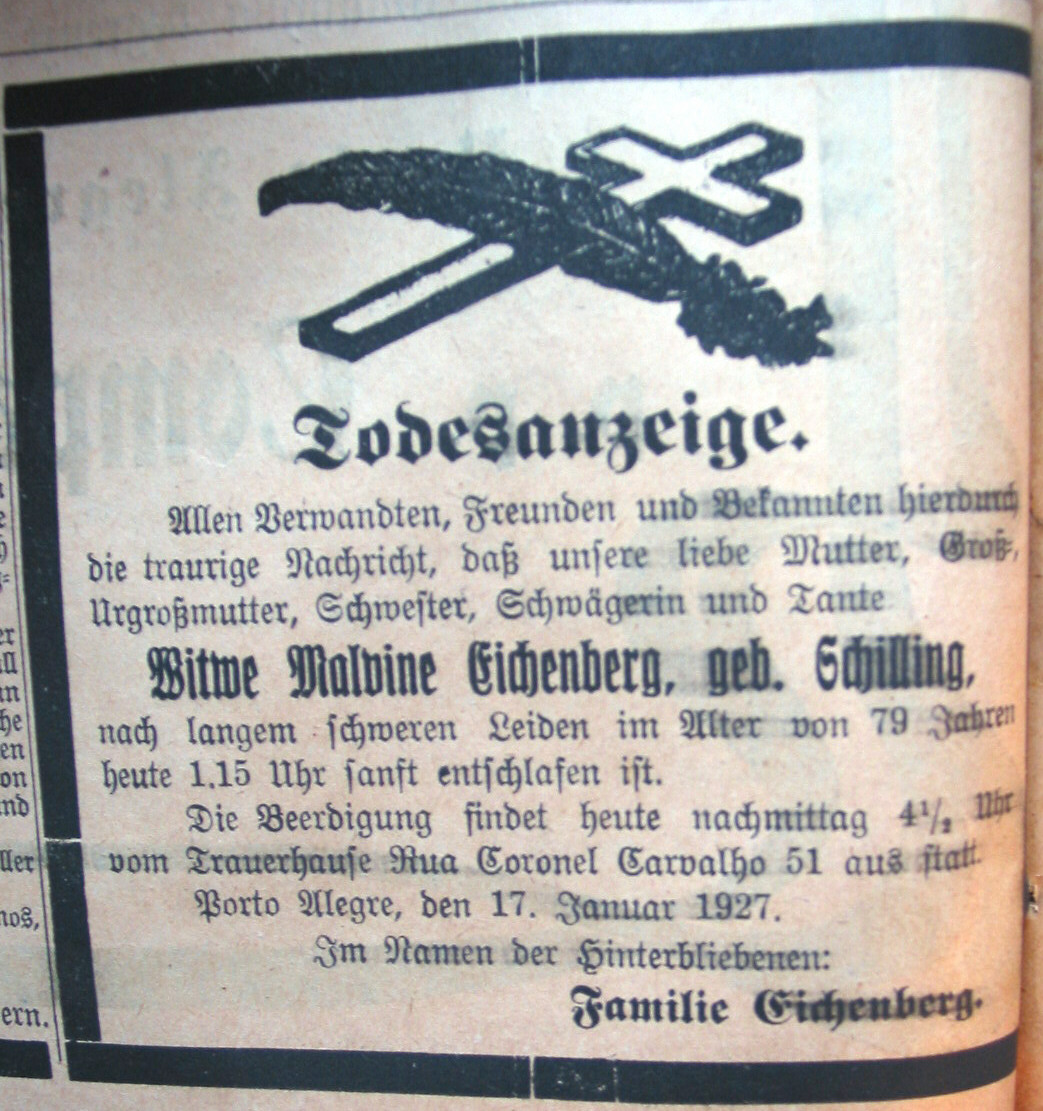 Todesanzeige.
Allen Verwandten, Freunden und Bekannten hierdurch
die traurige Nachricht, daß unsere liebe Mutter, Groß-,
Urgroßmutter, Schwester, Schwägerin und Tante
Witwe Malvine Eichenberg, geb. Schilling,
nach langem schweren Leiden im Alter von 79 Jahren
heute 1.15 Uhr sanft entschlafen ist.
Die Beerdigung findet heute nachmittag 4½ Uhr
vom Trauerhause Rua Coronel Carvalho 51 aus statt.
Porto Alegre, den 17. Januar 1927.
Im Namen der Hinterbliebenen:
Familie Eichenberg.